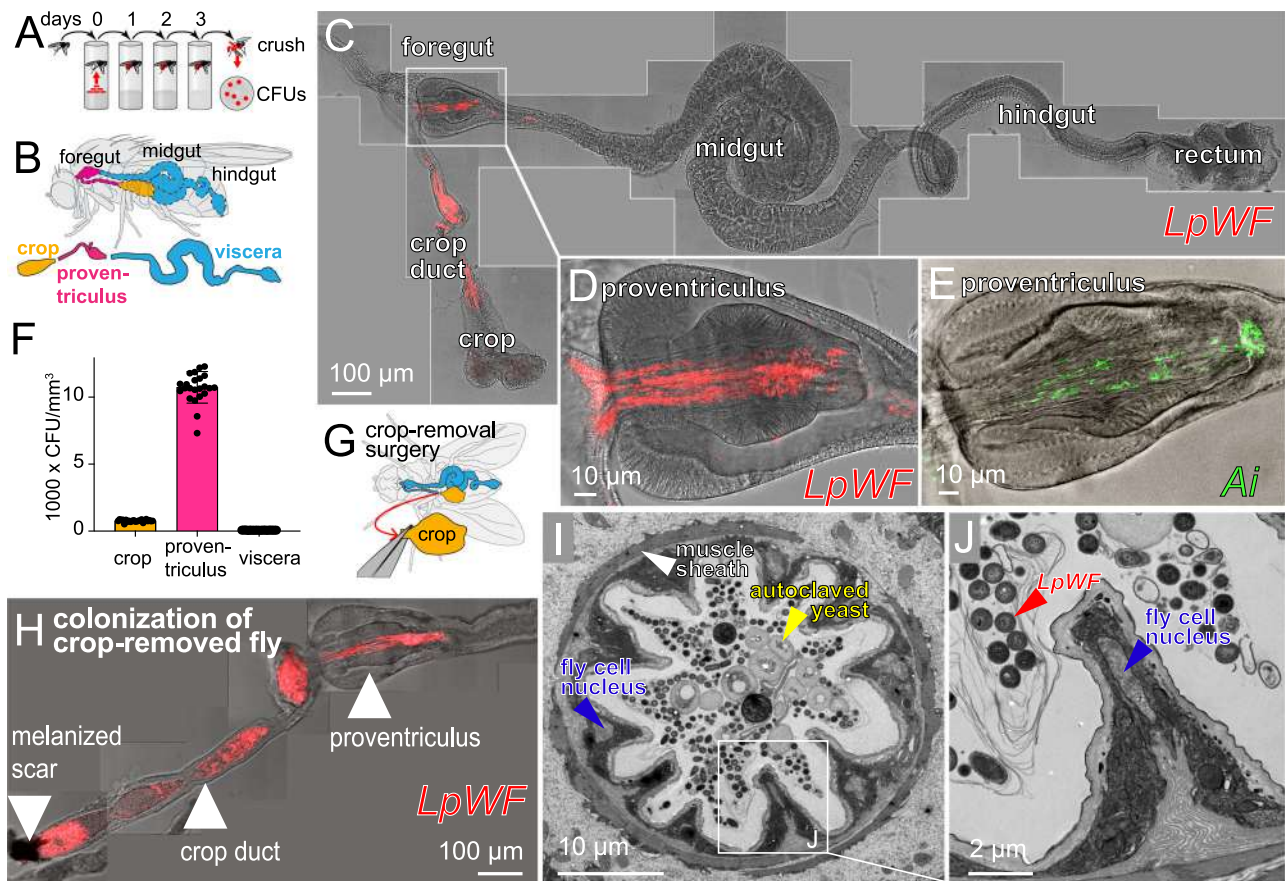 A
days 0 1 2 3
crush
CFUs
B
foregut
midgut
hindgut
crop
proven-
triculus
viscera
C
foregut
midgut
hindgut
rectum
crop
duct
crop
100 µm
LpWF
D proventriculus
10 µm
LpWF
E proventriculus
10 µm
Ai
F
1000 x CFU/mm³
10
5
0
crop
proven-
triculus
viscera
G
crop-removal
surgery
crop
H colonization of
crop-removed fly
melanized
scar
proventriculus
crop duct
LpWF
100 µm
I
muscle
sheath
autoclaved
yeast
fly cell
nucleus
J
10 µm
J
LpWF
fly cell
nucleus
2 µm